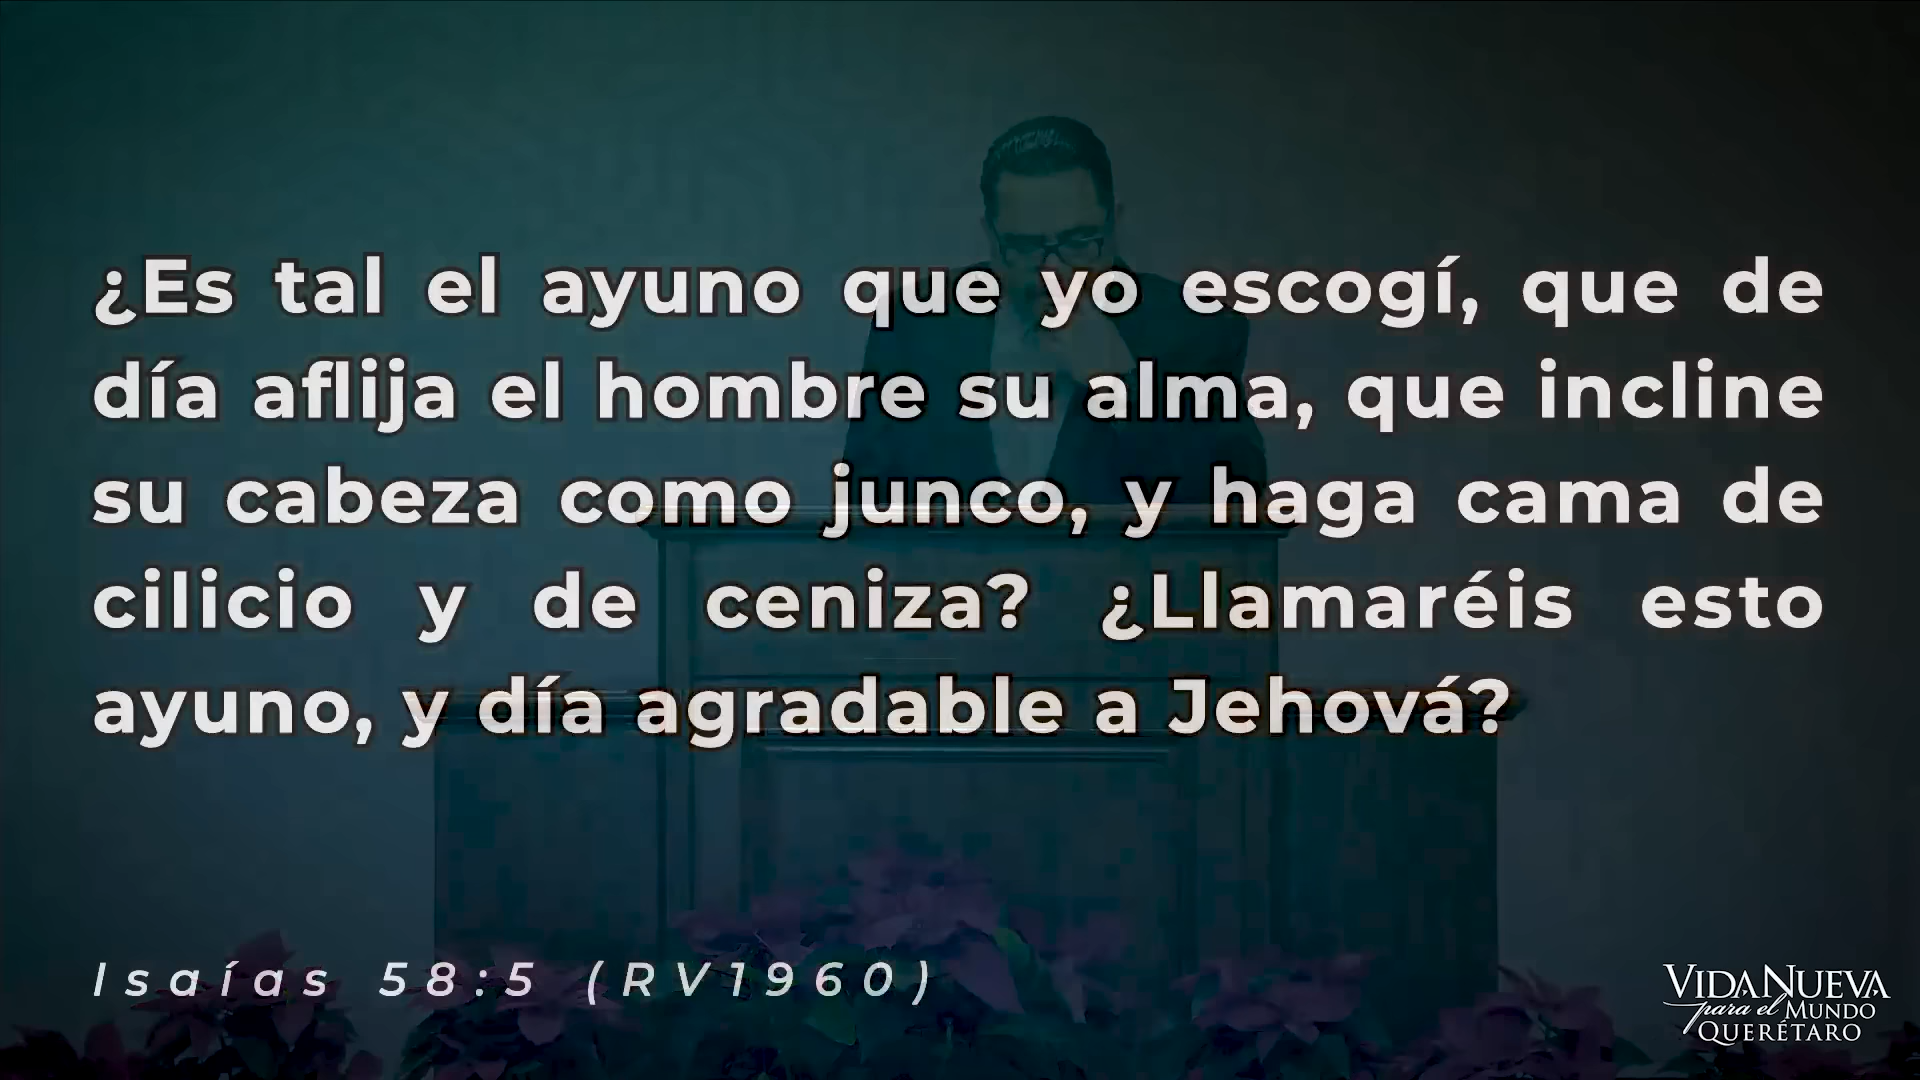 ¿Es tal el ayuno que yo escogí, que de
día aflija el hombre su alma, que incline
su cabeza como junco, y haga cama de
cilicio y de ceniza? ¿Llamaréis esto
ayuno, y día agradable a Jehová?
Isaías 58:5 (RV1960)
VIDA NUEVA
para el MUNDO
QUERÉTARO